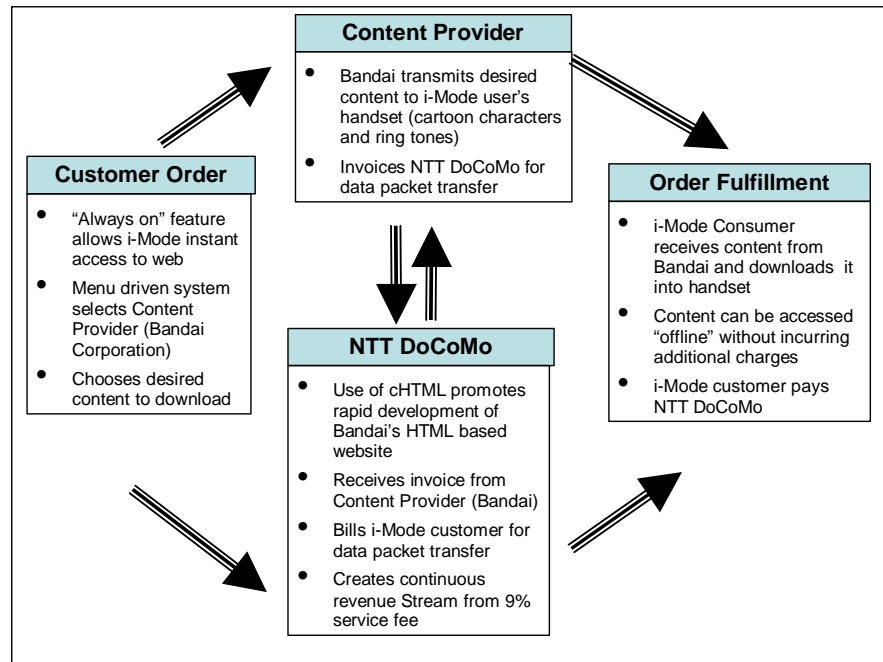 Content Provider
• Bandai transmits desired
content to i-Mode user's
handset (cartoon characters
and ring tones)
• Invoices NTT DoCoMo for
data packet transfer
Customer Order
• “Always on” feature
allows i-Mode instant
access to web
• Menu driven system
selects Content
Provider (Bandai
Corporation)
• Chooses desired
content to download
Order Fulfillment
• i-Mode Consumer
receives content from
Bandai and downloads it
into handset
• Content can be accessed
“offline” without incurring
additional charges
• i-Mode customer pays
NTT DoCoMo
NTT DoCoMo
• Use of cHTML promotes
rapid development of
Bandai's HTML based
website
• Receives invoice from
Content Provider (Bandai)
• Bills i-Mode customer for
data packet transfer
• Creates continuous
revenue Stream from 9%
service fee